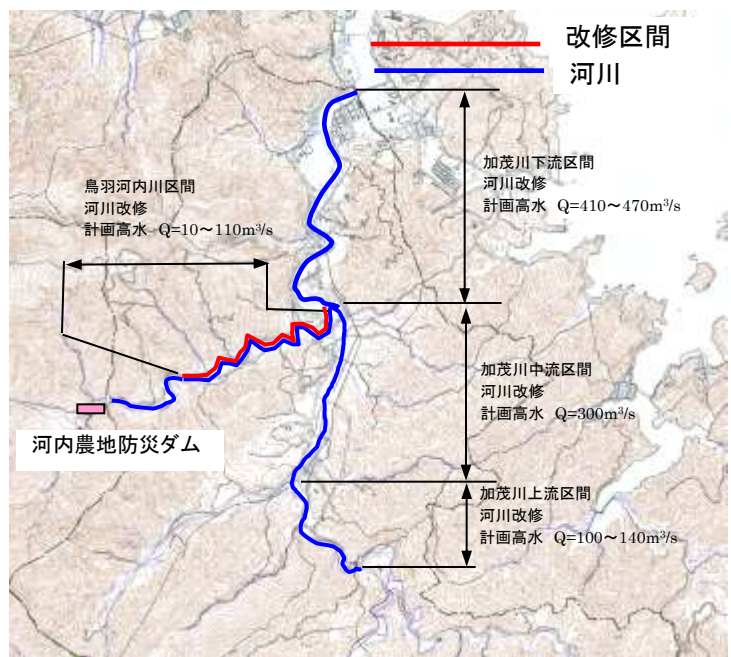 改修区間
河川
加茂川下流区間
河川改修
計画高水 Q=410～470m³/s
鳥羽河内川区間
河川改修
計画高水 Q=10～110m³/s
加茂川中流区間
河川改修
計画高水 Q=300m³/s
河内農地防災ダム
加茂川上流区間
河川改修
計画高水 Q=100～140m³/s